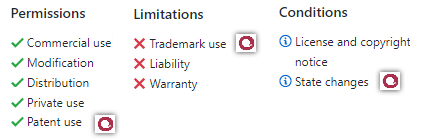 Permissions
Commercial use
Modification
Distribution
Private use
Patent use
Limitations
Trademark use
Liability
Warranty
Conditions
License and copyright
notice
State changes